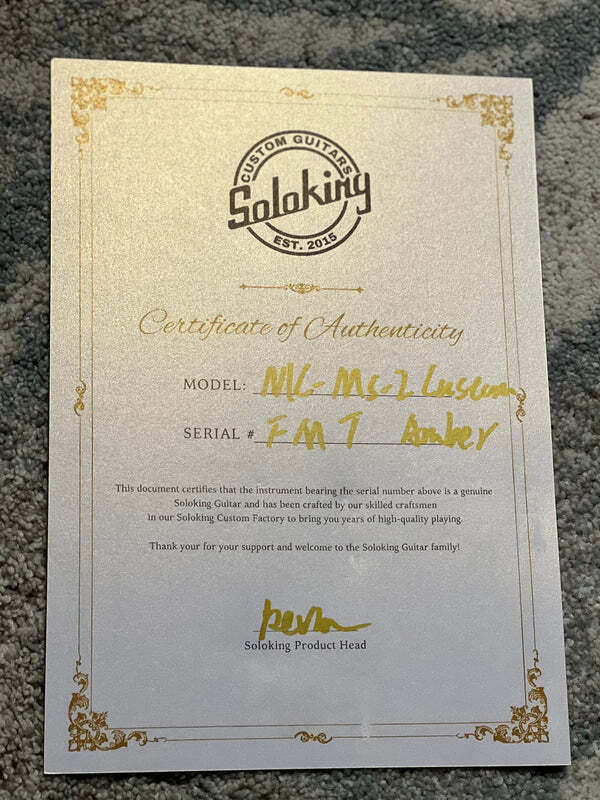 CUSTOM GUITARS
Soloking
EST. 2015
Certificate of Authenticity
MODEL: Ms-2 Custom
SERIAL # FMT Amber
This document certifies that the instrument bearing the serial number above is a genuine
Soloking Guitar and has been crafted by our skilled craftsmen
in our Soloking Custom Factory to bring you years of high-quality playing.
Thank your for your support and welcome to the Soloking Guitar family!
Soloking Product Head